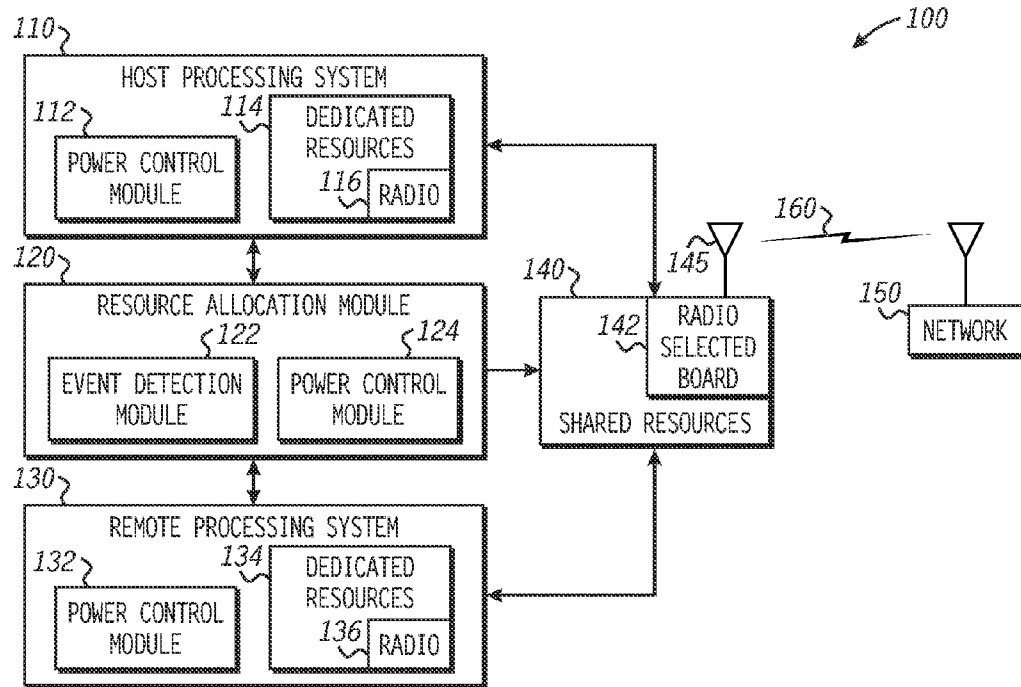 100
110
HOST PROCESSING SYSTEM
112
POWER CONTROL
MODULE
114
DEDICATED
RESOURCES
116
RADIO
120
RESOURCE ALLOCATION MODULE
122
EVENT DETECTION
MODULE
124
POWER CONTROL
MODULE
130
REMOTE PROCESSING SYSTEM
132
POWER CONTROL
MODULE
134
DEDICATED
RESOURCES
136
RADIO
140
142
RADIO
SELECTED
BOARD
SHARED RESOURCES
145
160
150
NETWORK